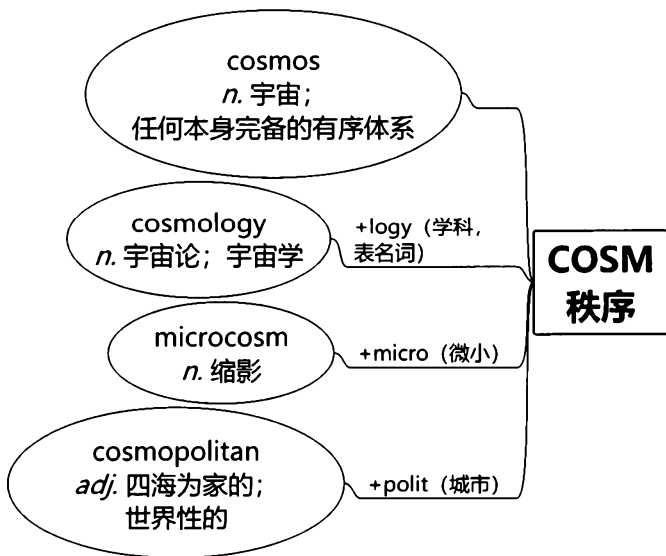 cosmos
n. 宇宙；
任何本身完备的有序体系
cosmology
n. 宇宙论；宇宙学
+logy（学科，
表名词）
microcosm
n. 缩影
+micro（微小）
cosmopolitan
adj. 四海为家的；
世界性的
+polit（城市）
COSM
秩序